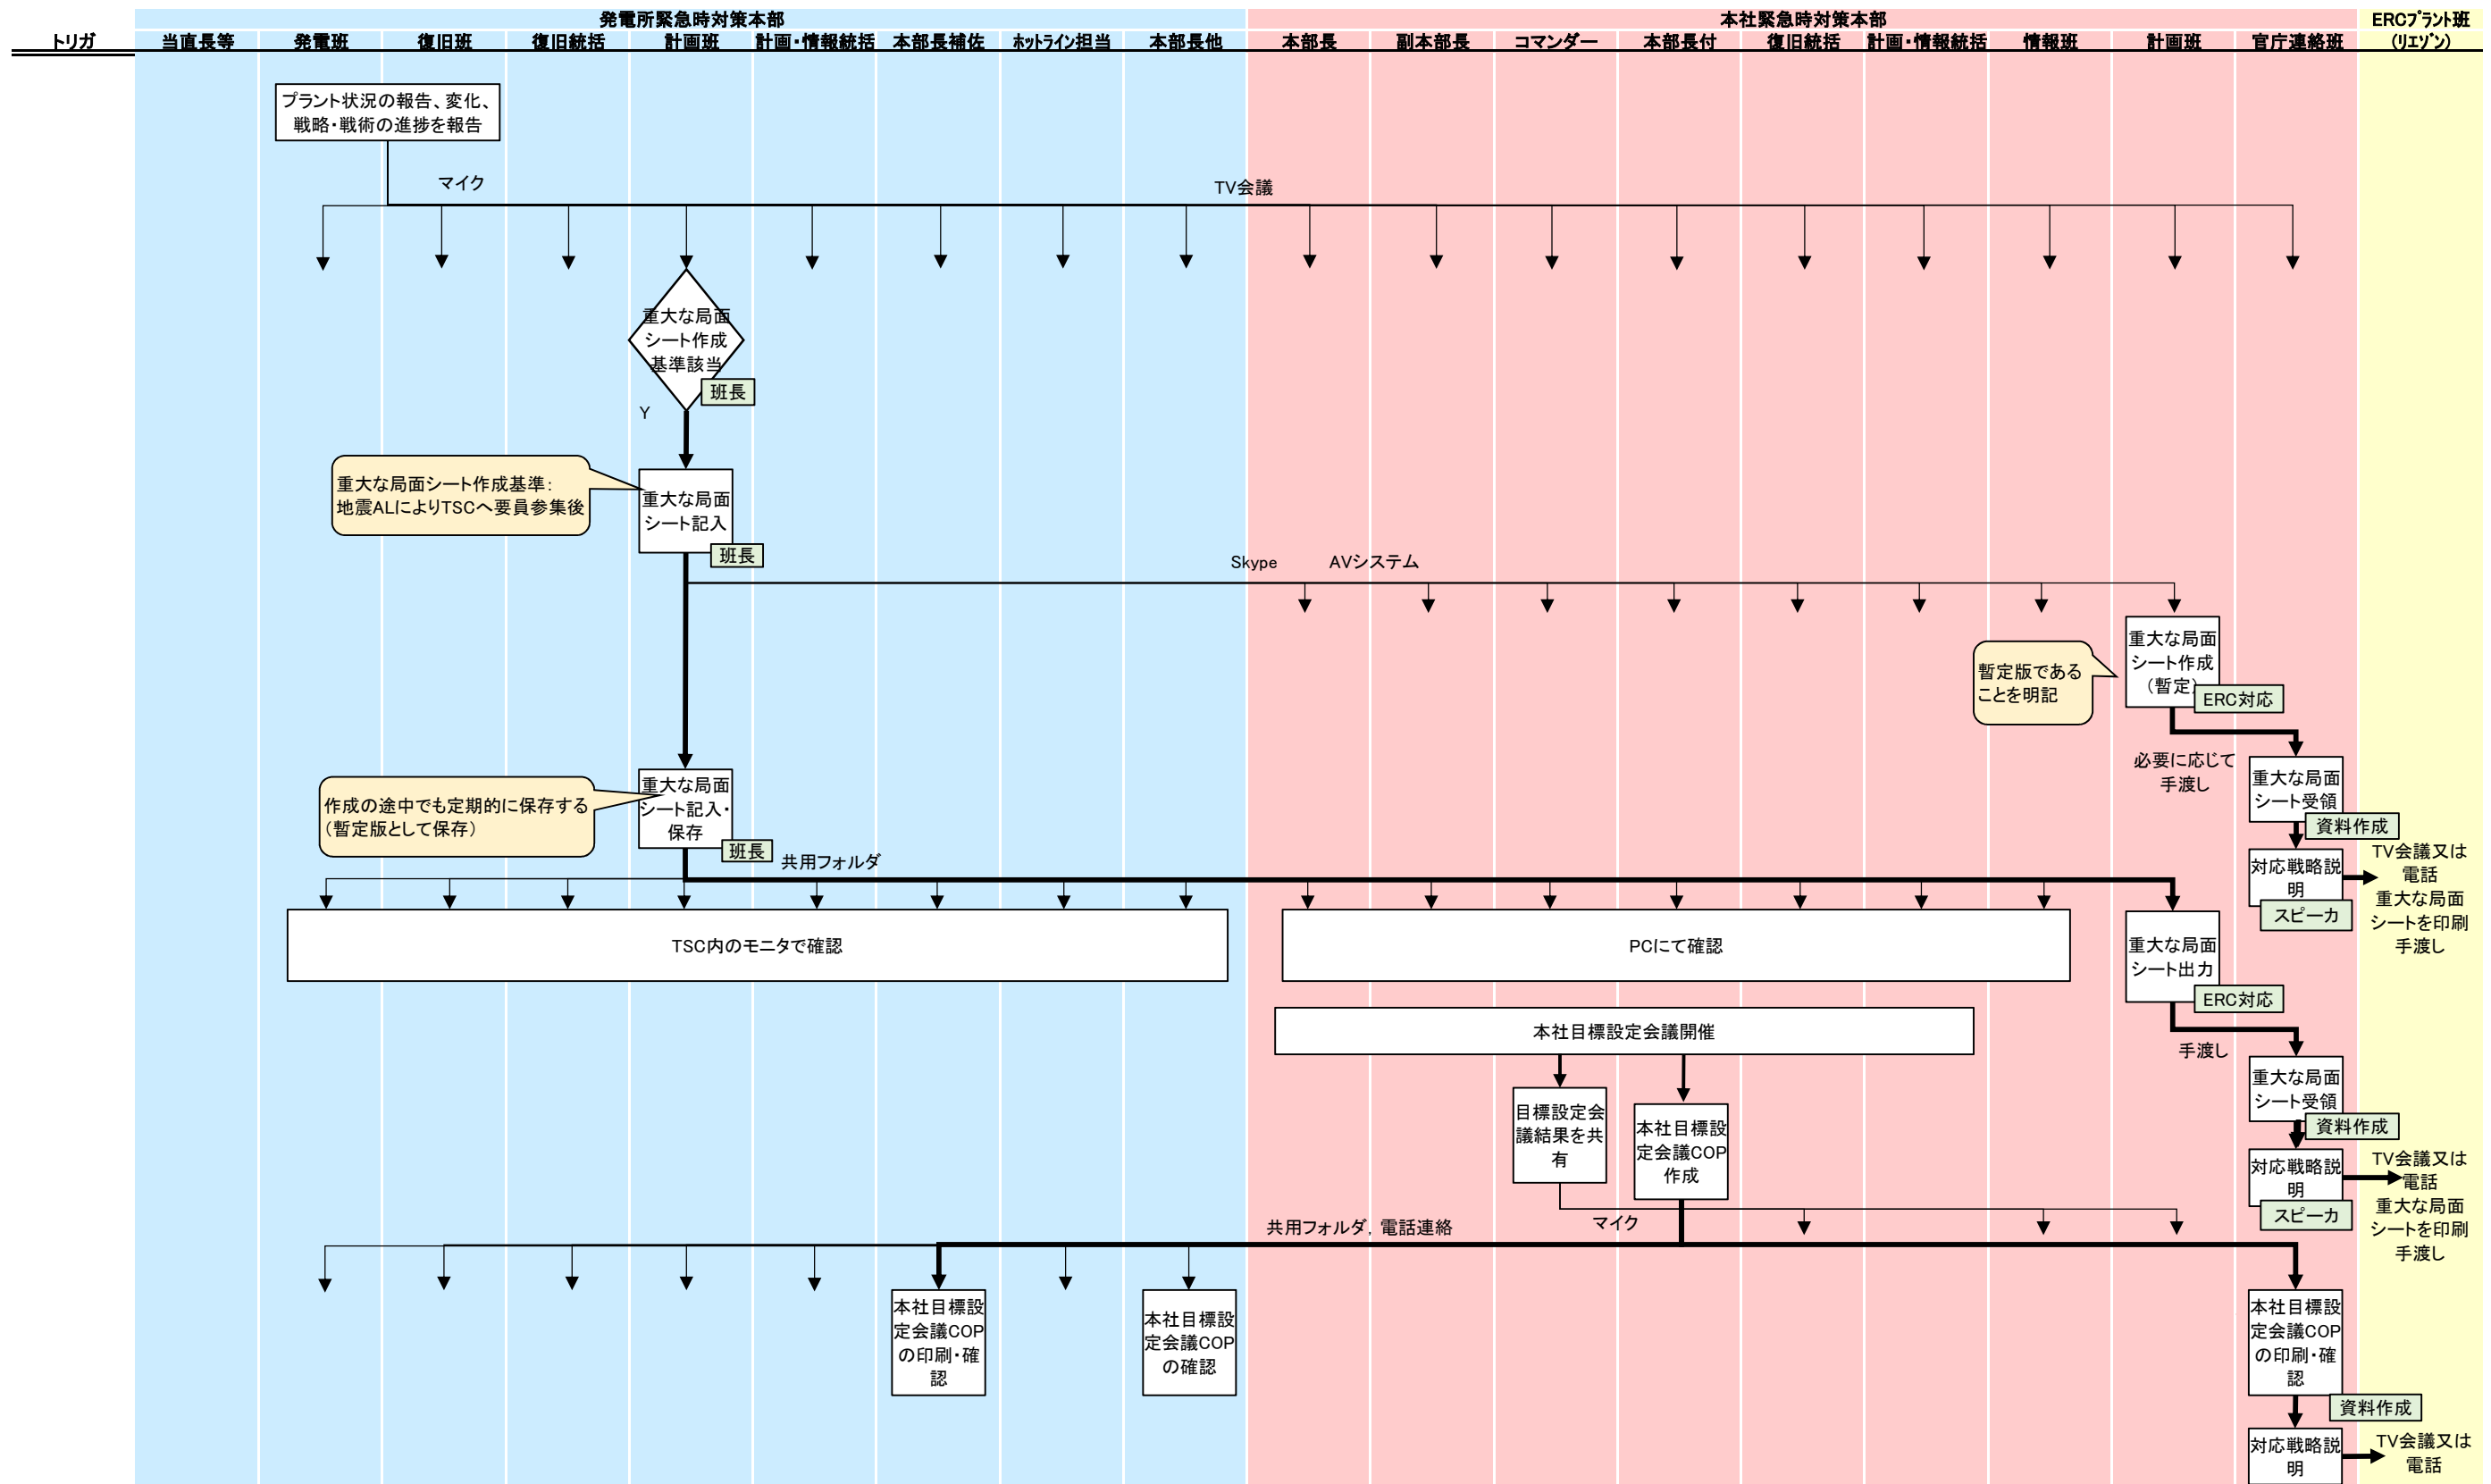 発電所緊急時対策本部
本社緊急時対策本部
ERCﾌﾟﾗﾝﾄ班
(ﾘｴｿﾞﾝ)
トリガ
当直長等
発電班
復旧班
復旧統括
計画班
計画・情報統括
本部長補佐
ﾎｯﾄﾗｲﾝ担当
本部長他
本部長
副本部長
コマンダー
本部長付
復旧統括
計画・情報統括
情報班
計画班
官庁連絡班
プラント状況の報告、変化、
戦略・戦術の進捗を報告
マイク
TV会議
重大な局面
シート作成
基準該当
班長
Y
重大な局面シート作成基準：
地震ALによりTSCへ要員参集後
重大な局面
シート記入
班長
Skype
AVシステム
暫定版である
ことを明記
重大な局面
シート作成
（暫定）
ERC対応
必要に応じて
手渡し
重大な局面
シート受領
資料作成
作成の途中でも定期的に保存する
（暫定版として保存）
重大な局面
シート記入・
保存
班長
共用フォルダ
対応戦略説
明
スピーカ
TV会議又は
電話
重大な局面
シートを印刷
手渡し
TSC内のモニタで確認
PCにて確認
重大な局面
シート出力
ERC対応
本社目標設定会議開催
手渡し
重大な局面
シート受領
資料作成
目標設定会
議結果を共
有
本社目標設
定会議COP
作成
対応戦略説
明
スピーカ
TV会議又は
電話
重大な局面
シートを印刷
手渡し
マイク
共用フォルダ，電話連絡
本社目標設
定会議COP
の印刷・確
認
本社目標設
定会議COP
の確認
本社目標設
定会議COP
の印刷・確
認
資料作成
対応戦略説
明
TV会議又は
電話